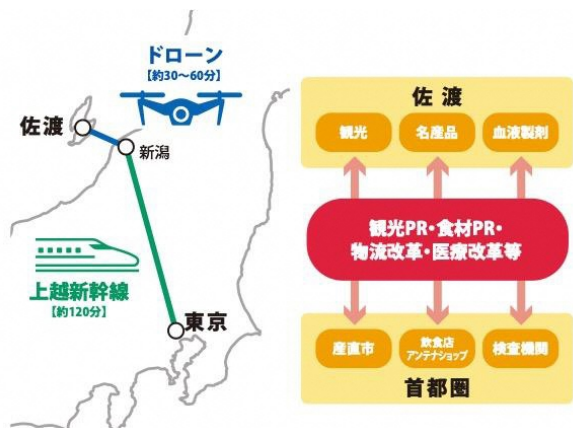 ドローン
【約30～60分】
佐渡
新潟
上越新幹線
【約120分】
東京
佐渡
観光
名産品
血液製剤
観光PR・食材PR・
物流改革・医療改革等
産直市
飲食店
アンテナショップ
検査機関
首都圏